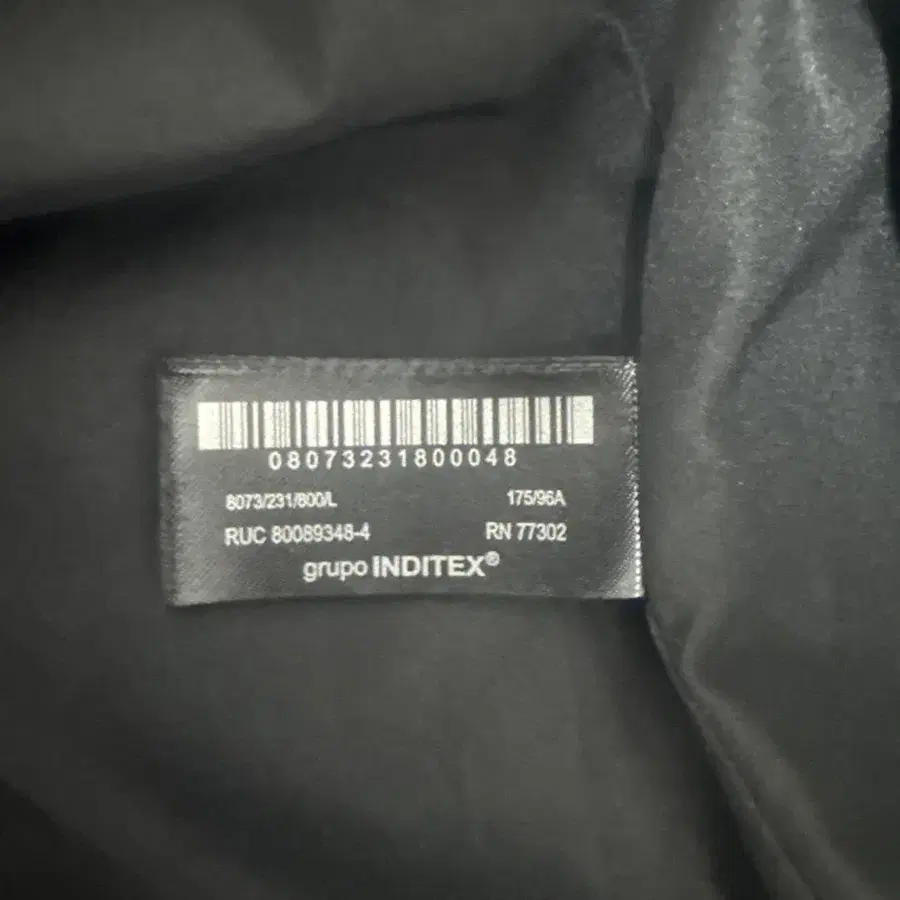 08073231800048
8073/231/800/L 175/96A
RUC 80089348-4 RN 77302
grupo INDITEX®